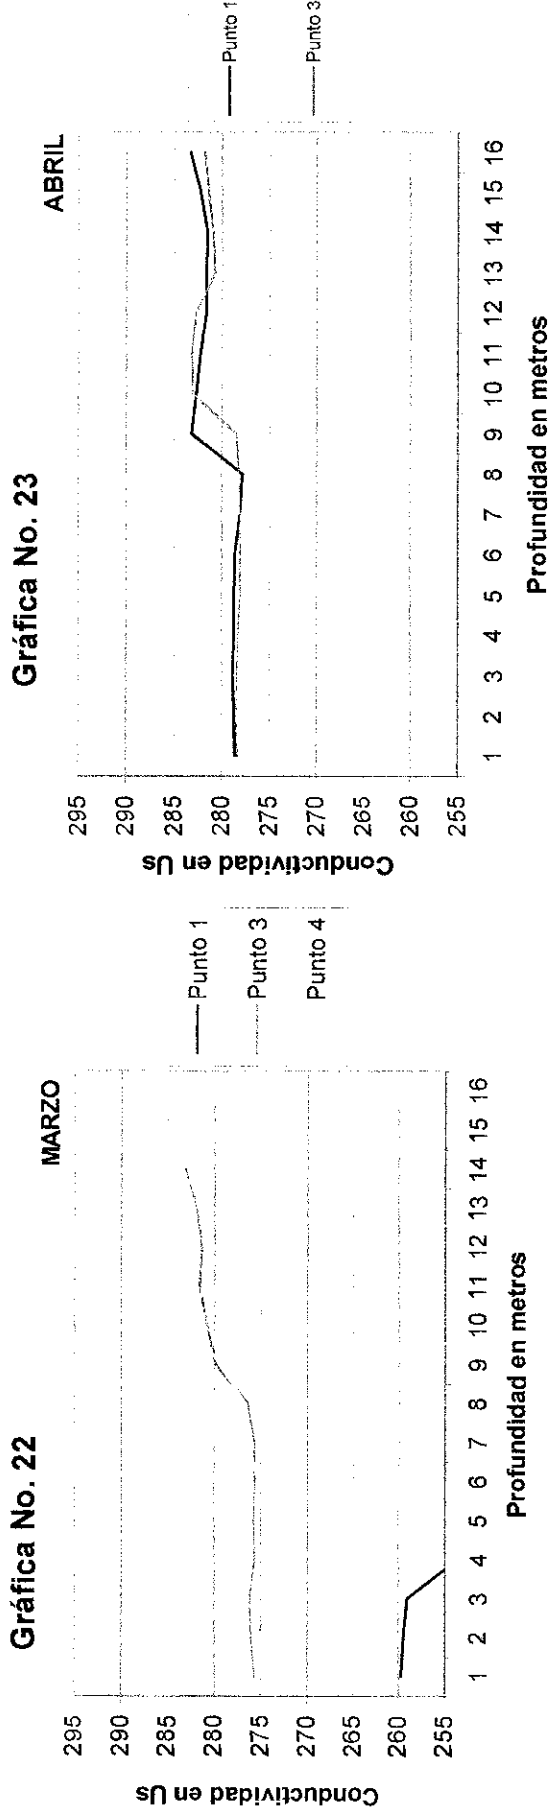 Gráfica No. 22
MARZO
295
290
285
280
275
270
265
260
255
Conductividad en Us
1 2 3 4 5 6 7 8 9 10 11 12 13 14 15 16
Profundidad en metros
Punto 1
Punto 3
Punto 4
Gráfica No. 23
ABRIL
295
290
285
280
275
270
265
260
255
Conductividad en Us
1 2 3 4 5 6 7 8 9 10 11 12 13 14 15 16
Profundidad en metros
Punto 1
Punto 3